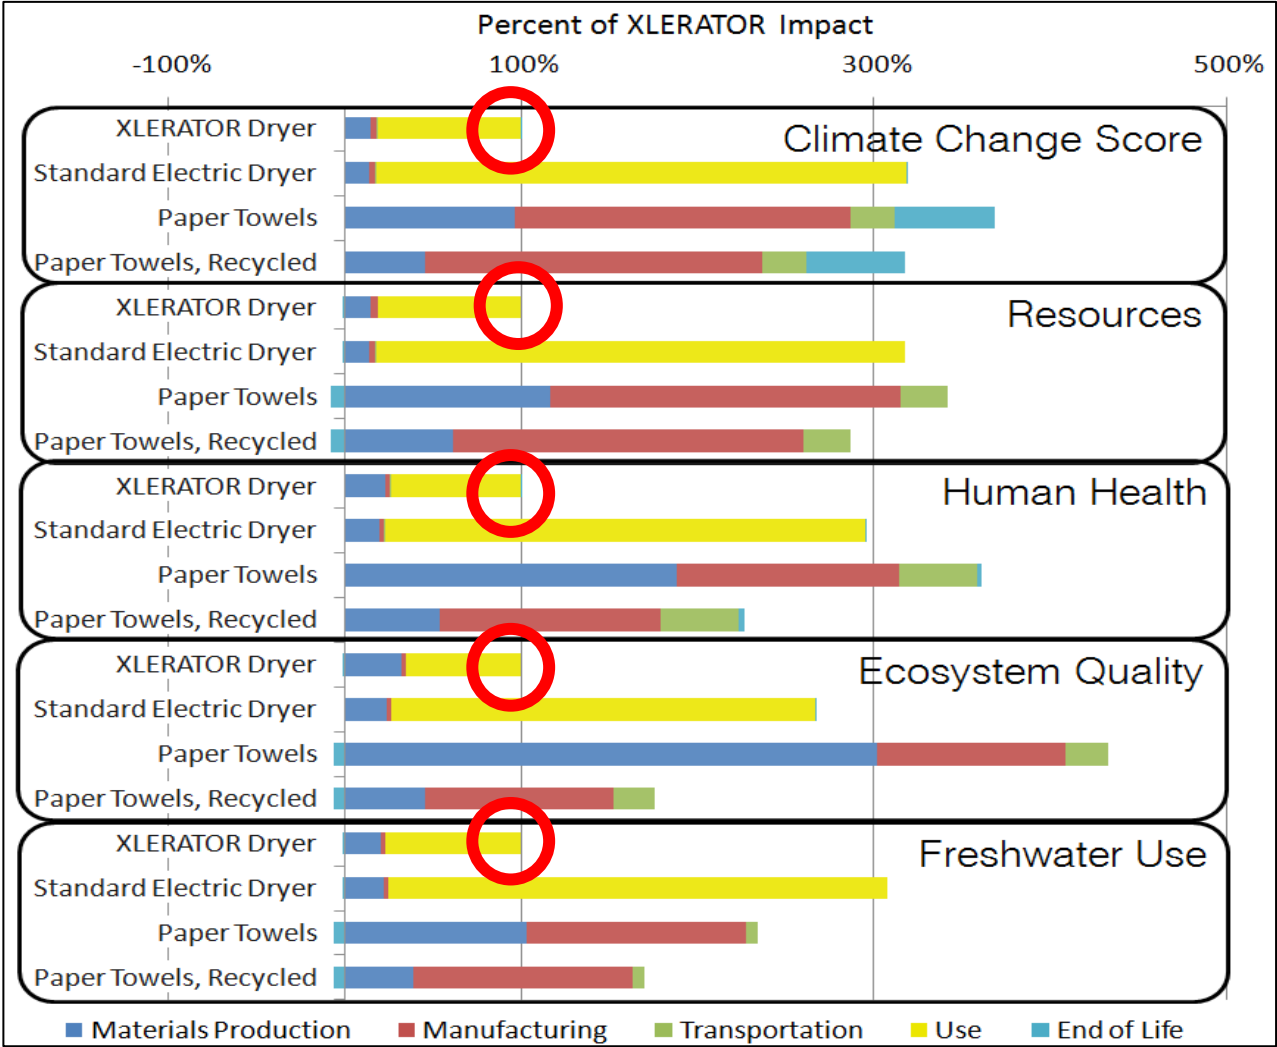 Percent of XLERATOR Impact
-100% 100% 300% 500%
XLERATOR Dryer
Climate Change Score
Standard Electric Dryer
Paper Towels
Paper Towels, Recycled
XLERATOR Dryer
Resources
Standard Electric Dryer
Paper Towels
Paper Towels, Recycled
XLERATOR Dryer
Human Health
Standard Electric Dryer
Paper Towels
Paper Towels, Recycled
XLERATOR Dryer
Ecosystem Quality
Standard Electric Dryer
Paper Towels
Paper Towels, Recycled
XLERATOR Dryer
Freshwater Use
Standard Electric Dryer
Paper Towels
Paper Towels, Recycled
Materials Production Manufacturing Transportation Use End of Life